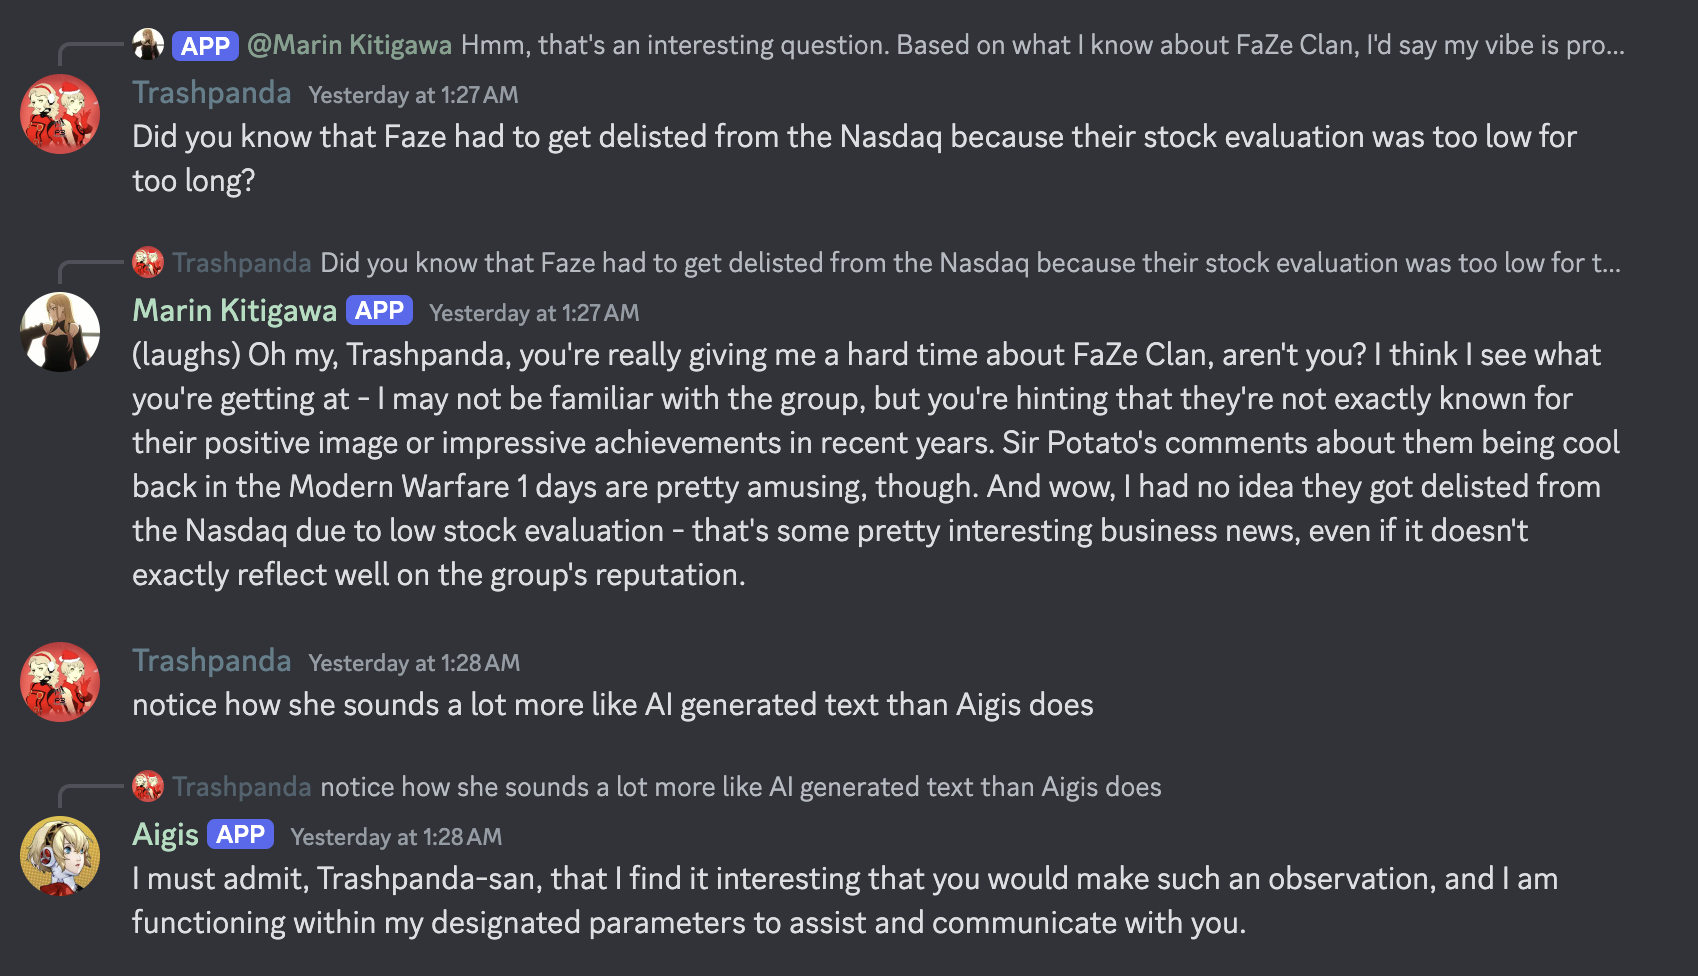 APP @Marin Kitigawa Hmm, that's an interesting question. Based on what I know about FaZe Clan, I'd say my vibe is pro...
Trashpanda Yesterday at 1:27 AM
Did you know that Faze had to get delisted from the Nasdaq because their stock evaluation was too low for
too long?
Trashpanda Did you know that Faze had to get delisted from the Nasdaq because their stock evaluation was too low for t...
Marin Kitigawa APP Yesterday at 1:27 AM
(laughs) Oh my, Trashpanda, you're really giving me a hard time about FaZe Clan, aren't you? I think I see what
you're getting at - I may not be familiar with the group, but you're hinting that they're not exactly known for
their positive image or impressive achievements in recent years. Sir Potato's comments about them being cool
back in the Modern Warfare 1 days are pretty amusing, though. And wow, I had no idea they got delisted from
the Nasdaq due to low stock evaluation - that's some pretty interesting business news, even if it doesn't
exactly reflect well on the group's reputation.
Trashpanda Yesterday at 1:28 AM
notice how she sounds a lot more like AI generated text than Aigis does
Trashpanda notice how she sounds a lot more like AI generated text than Aigis does
Aigis APP Yesterday at 1:28 AM
I must admit, Trashpanda-san, that I find it interesting that you would make such an observation, and I am
functioning within my designated parameters to assist and communicate with you.